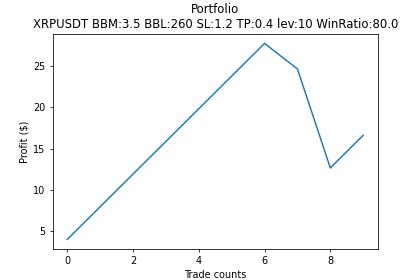 Portfolio
XRPUSDT BBM:3.5 BBL:260 SL:1.2 TP:0.4 lev:10 WinRatio:80.0
25
20
15
10
5
Profit ($)
0 2 4 6 8
Trade counts